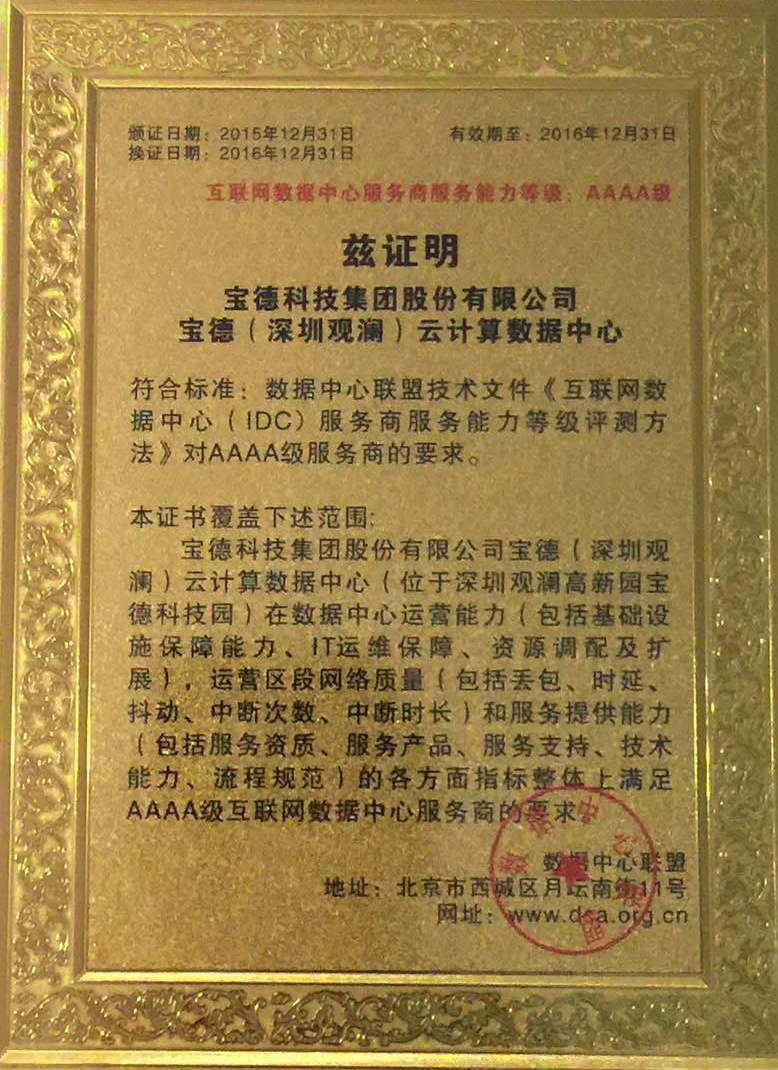 颁证日期：2015年12月31日 有效期至：2016年12月31日
换证日期：2016年12月31日
互联网数据中心服务商服务能力等级：AAAA级
兹证明
宝德科技集团股份有限公司
宝德（深圳观澜）云计算数据中心
符合标准：数据中心联盟技术文件《互联网数
据中心（IDC）服务商服务能力等级评测方
法》对AAAA级服务商的要求。
本证书覆盖下述范围:
宝德科技集团股份有限公司宝德（深圳观
澜）云计算数据中心（位于深圳观澜高新园宝
德科技园）在数据中心运营能力（包括基础设
施保障能力、IT运维保障、资源调配及扩
展），运营区段网络质量（包括丢包、时延、
抖动、中断次数、中断时长）和服务提供能力
（包括服务资质、服务产品、服务支持、技术
能力、流程规范）的各方面指标整体上满足
AAAA级互联网数据中心服务商的要求
数据中心联盟
地址：北京市西城区月坛南街11号
网址：www.dca.org.cn
数据中心联盟